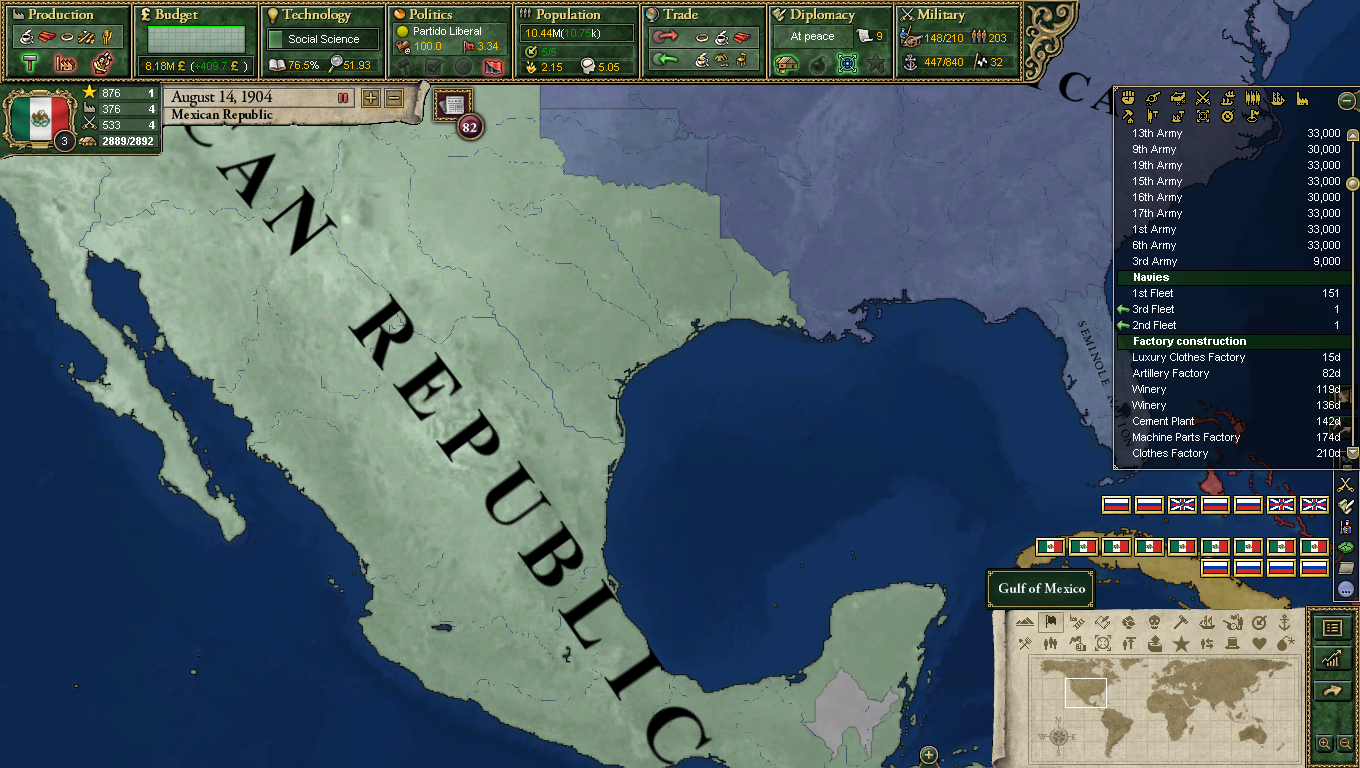 Production
Budget
Technology
Politics
Population
Trade
Diplomacy
Military
8.18M £ (+409.7 £ )
Social Science
76.5% 51.93
Partido Liberal
100.0 3.34
10.44M(10.75k)
5/5
2.15 5.05
At peace
9
148/210 203
447/840 32
876 1
376 4
533 4
2889/2892
3
August 14, 1904
Mexican Republic
82
CAN REPUBLIC
CA
SEMINOLE NATION
13th Army 33,000
9th Army 30,000
19th Army 33,000
15th Army 33,000
16th Army 30,000
17th Army 33,000
1st Army 33,000
6th Army 33,000
3rd Army 9,000
Navies
1st Fleet 151
3rd Fleet 1
2nd Fleet 1
Factory construction
Luxury Clothes Factory 15d
Artillery Factory 82d
Winery 119d
Winery 136d
Cement Plant 142d
Machine Parts Factory 174d
Clothes Factory 210d
Gulf of Mexico
N
W E
S